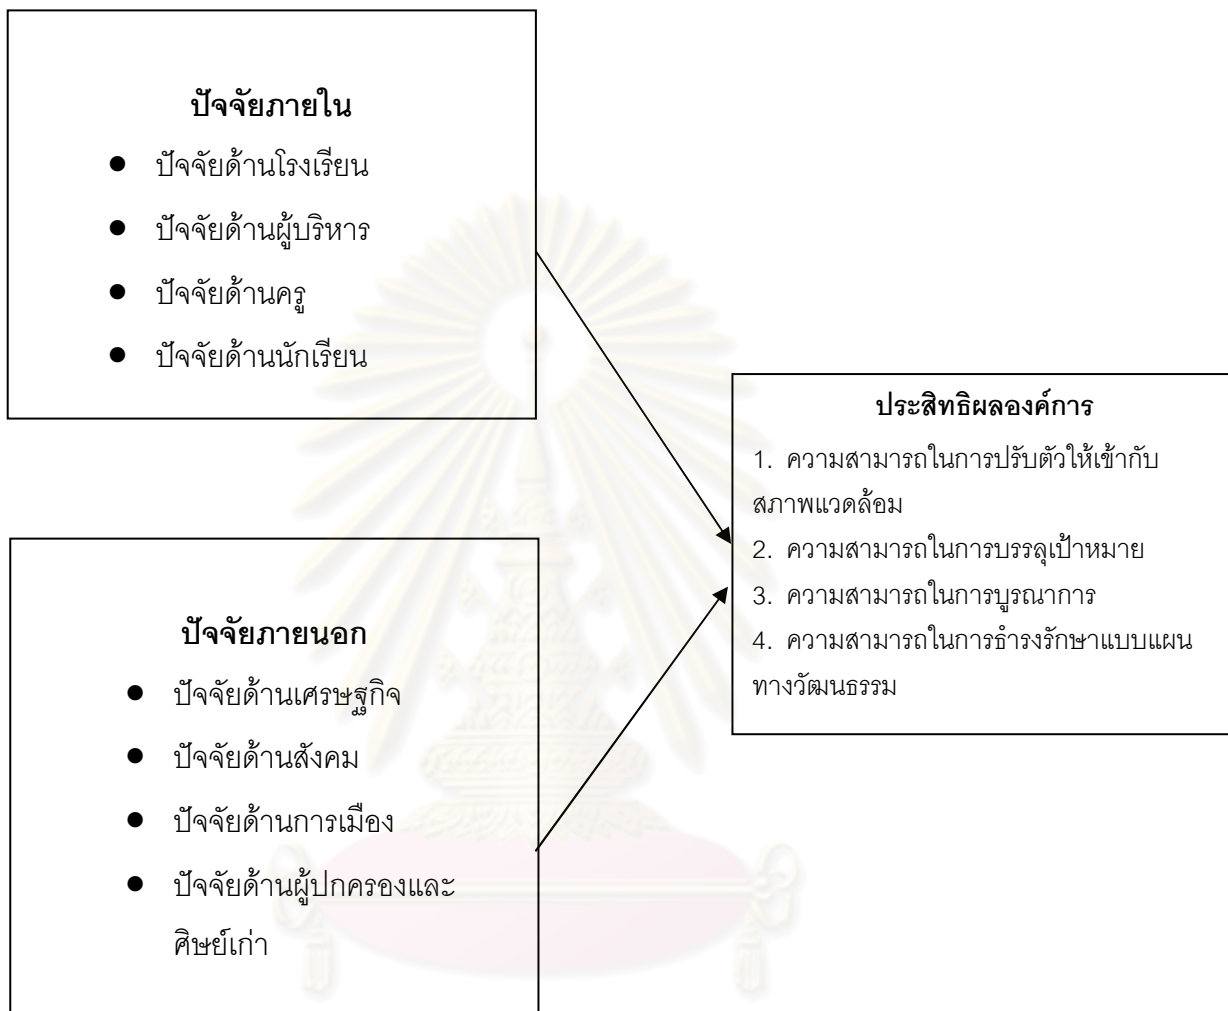 ปัจจัยภายใน
● ปัจจัยด้านโรงเรียน
● ปัจจัยด้านผู้บริหาร
● ปัจจัยด้านครู
● ปัจจัยด้านนักเรียน
ประสิทธิผลองค์การ
1. ความสามารถในการปรับตัวให้เข้ากับ
สภาพแวดล้อม
2. ความสามารถในการบรรลุเป้าหมาย
3. ความสามารถในการบูรณาการ
4. ความสามารถในการธำรงรักษาแบบแผน
ทางวัฒนธรรม
ปัจจัยภายนอก
● ปัจจัยด้านเศรษฐกิจ
● ปัจจัยด้านสังคม
● ปัจจัยด้านการเมือง
● ปัจจัยด้านผู้ปกครองและ
ศิษย์เก่า